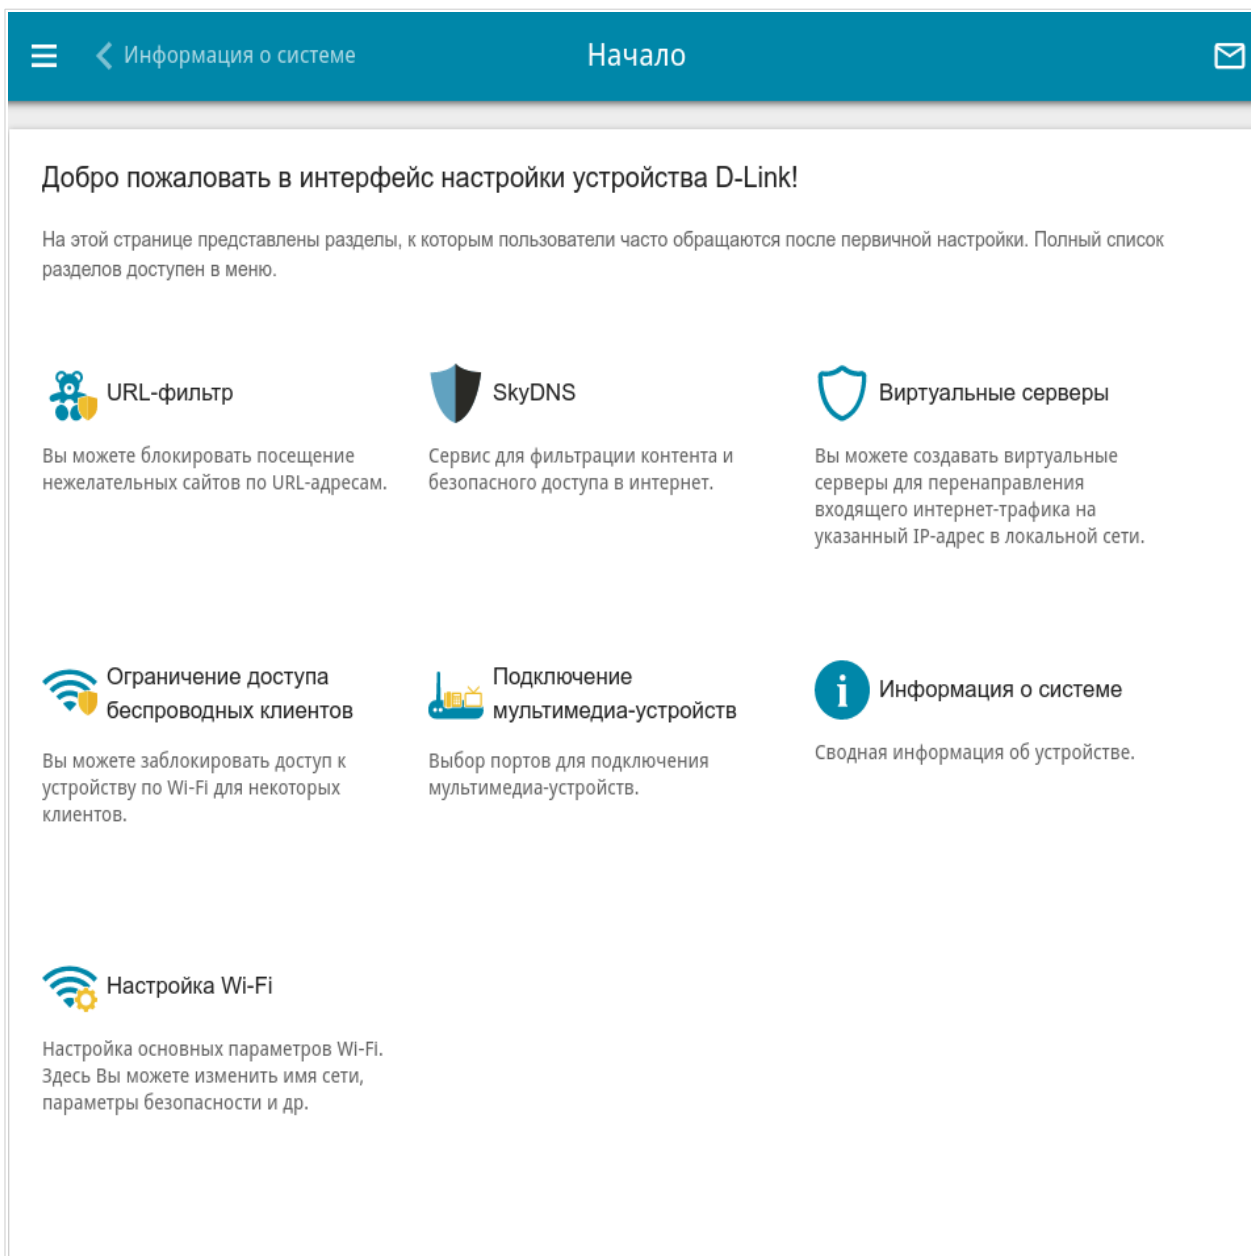 Информация о системе
Начало
Добро пожаловать в интерфейс настройки устройства D-Link!
На этой странице представлены разделы, к которым пользователи часто обращаются после первичной настройки. Полный список
разделов доступен в меню.
URL-фильтр
Вы можете блокировать посещение
нежелательных сайтов по URL-адресам.
SkyDNS
Сервис для фильтрации контента и
безопасного доступа в интернет.
Виртуальные серверы
Вы можете создавать виртуальные
серверы для перенаправления
входящего интернет-трафика на
указанный IP-адрес в локальной сети.
Ограничение доступа
беспроводных клиентов
Вы можете заблокировать доступ к
устройству по Wi-Fi для некоторых
клиентов.
Подключение
мультимедиа-устройств
Выбор портов для подключения
мультимедиа-устройств.
Информация о системе
Сводная информация об устройстве.
Настройка Wi-Fi
Настройка основных параметров Wi-Fi.
Здесь Вы можете изменить имя сети,
параметры безопасности и др.